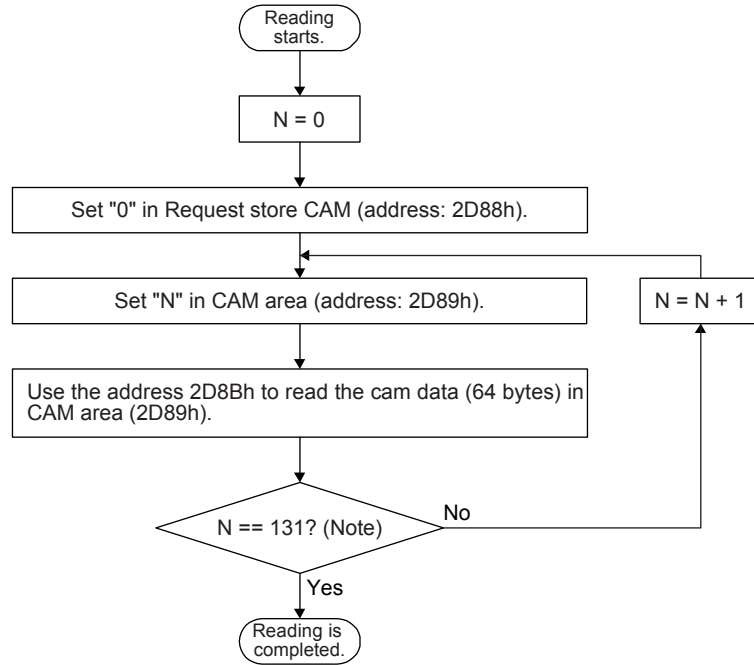 Reading
starts.
N = 0
Set "0" in Request store CAM (address: 2D88h).
Set "N" in CAM area (address: 2D89h).
N = N + 1
Use the address 2D8Bh to read the cam data (64 bytes) in
CAM area (2D89h).
N == 131? (Note)
No
Yes
Reading is
completed.